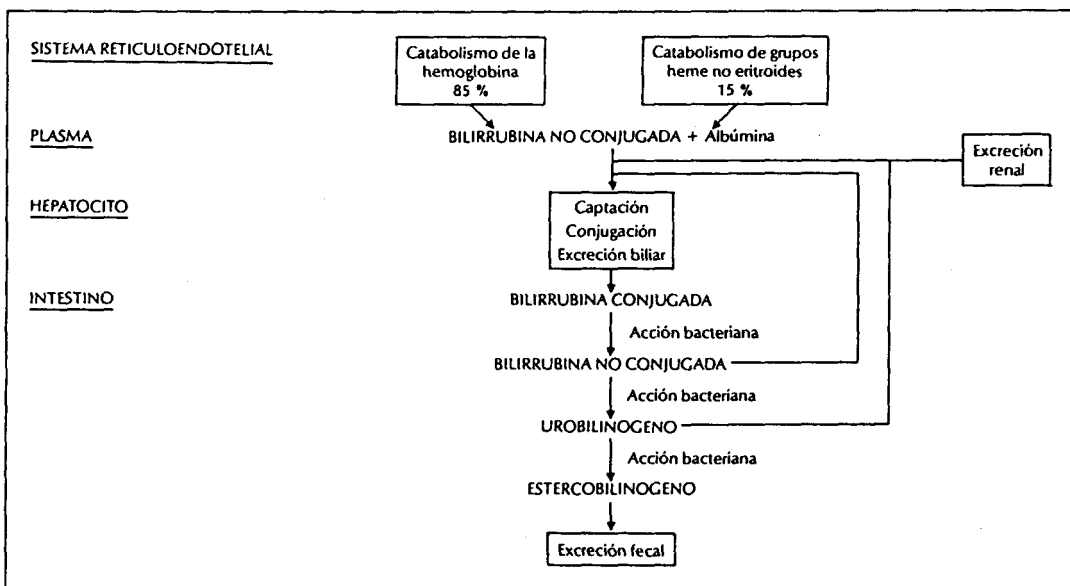 SISTEMA RETICULOENDOTELIAL
Catabolismo de la
hemoglobina
85 %
Catabolismo de grupos
heme no eritroides
15 %
PLASMA
BILIRRUBINA NO CONJUGADA + Albúmina
Excreción
renal
HEPATOCITO
Captación
Conjugación
Excreción biliar
INTESTINO
BILIRRUBINA CONJUGADA
Acción bacteriana
BILIRRUBINA NO CONJUGADA
Acción bacteriana
UROBILINOGENO
Acción bacteriana
ESTERCOBILINOGENO
Excreción fecal